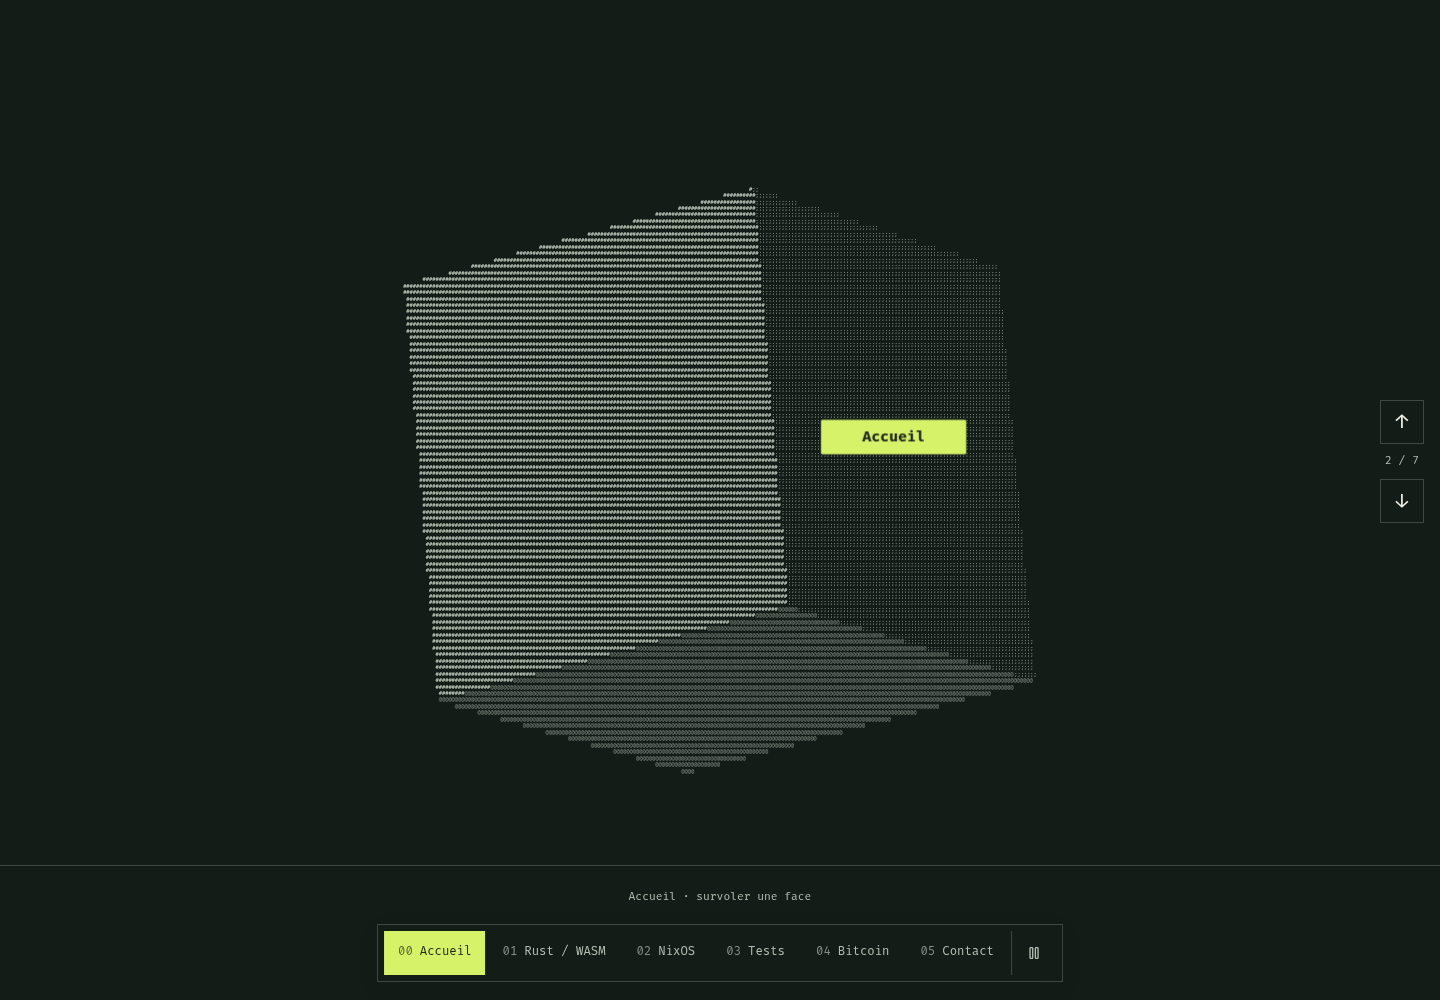 Accueil
2 / 7
Accueil · survoler une face
00 Accueil 01 Rust / WASM 02 NixOS 03 Tests 04 Bitcoin 05 Contact